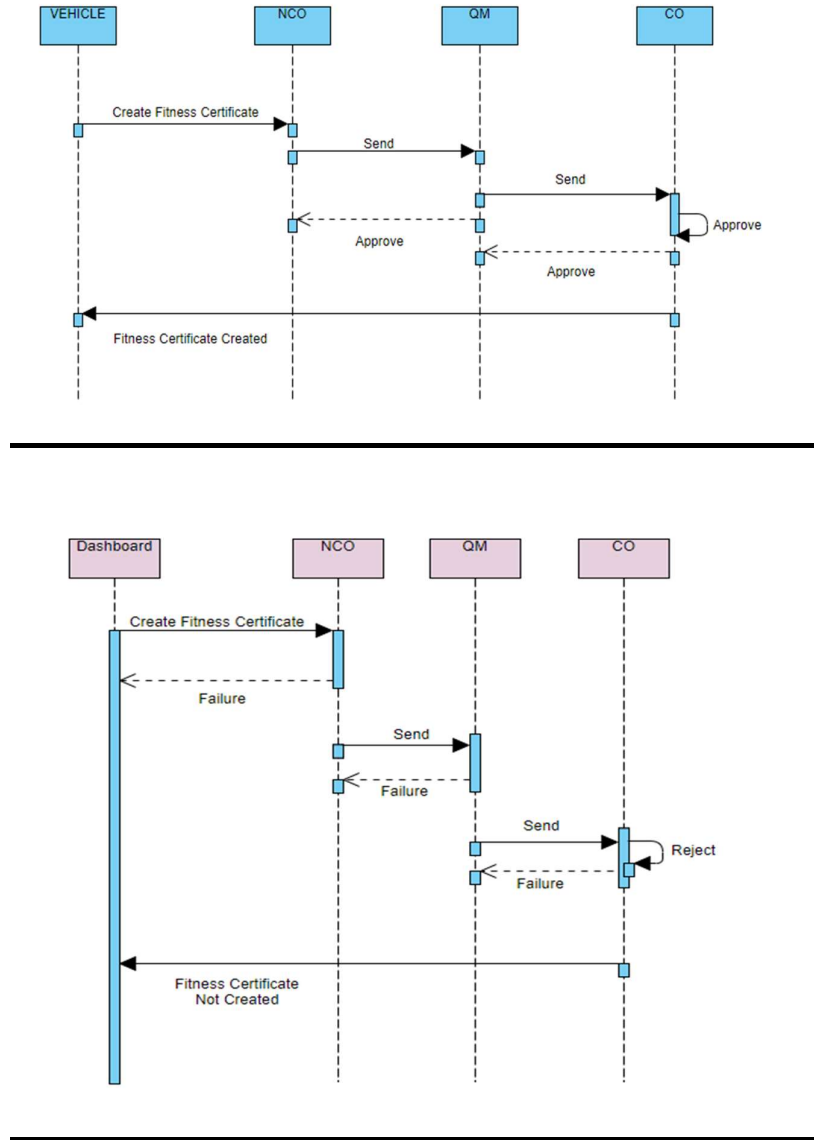 VEHICLE
NCO
QM
CO
Create Fitness Certificate
Send
Send
Approve
Approve
Approve
Fitness Certificate Created
Dashboard
NCO
QM
CO
Create Fitness Certificate
Failure
Send
Failure
Send
Reject
Failure
Fitness Certificate
Not Created